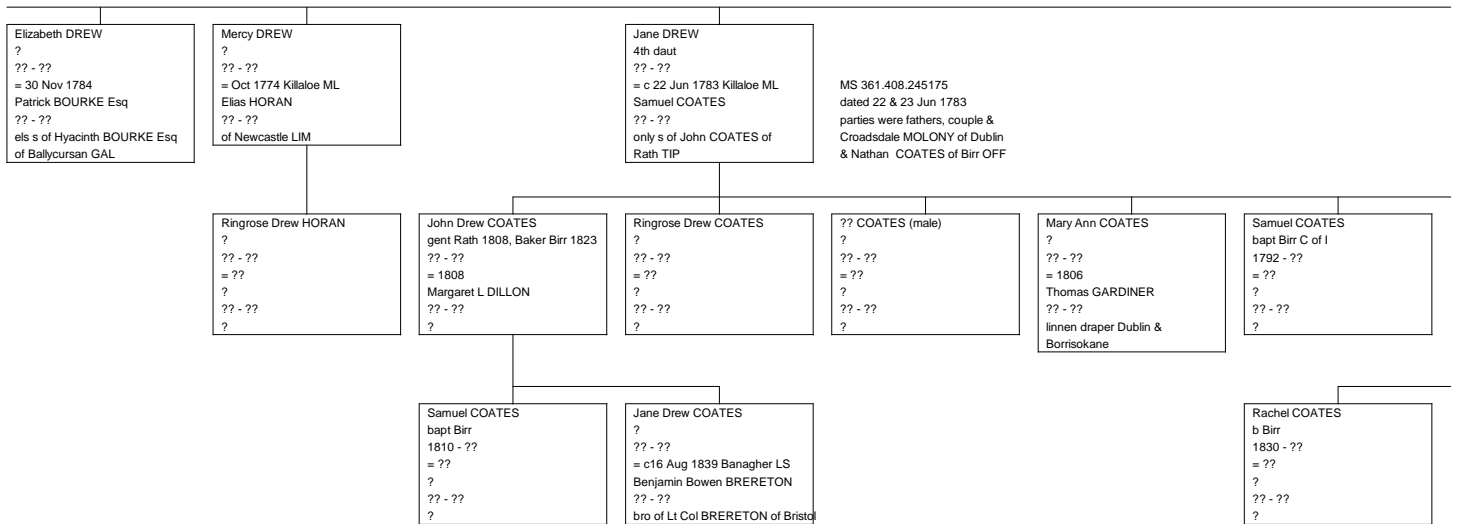 Elizabeth DREW
?
?? - ??
= 30 Nov 1784
Patrick BOURKE Esq
?? - ??
els s of Hyacinth BOURKE Esq
of Ballycursan GAL
Mercy DREW
?
?? - ??
= Oct 1774 Killaloe ML
Elias HORAN
?? - ??
of Newcastle LIM
Jane DREW
4th daut
?? - ??
= c 22 Jun 1783 Killaloe ML
Samuel COATES
?? - ??
only s of John COATES of
Rath TIP
MS 361.408.245175
dated 22 & 23 Jun 1783
parties were fathers, couple &
Croadsdale MOLONY of Dublin
& Nathan COATES of Birr OFF
Ringrose Drew HORAN
?
?? - ??
= ??
?
?? - ??
?
John Drew COATES
gent Rath 1808, Baker Birr 1823
?? - ??
= 1808
Margaret L DILLON
?? - ??
?
Ringrose Drew COATES
?
?? - ??
= ??
?
?? - ??
?
?? COATES (male)
?
?? - ??
= ??
?
?? - ??
?
Mary Ann COATES
?
?? - ??
= 1806
Thomas GARDINER
?? - ??
linnen draper Dublin &
Borrisokane
Samuel COATES
bapt Birr C of I
1792 - ??
= ??
?
?? - ??
?
Samuel COATES
bapt Birr
1810 - ??
= ??
?
?? - ??
?
Jane Drew COATES
?
?? - ??
= c16 Aug 1839 Banagher LS
Benjamin Bowen BRERETON
?? - ??
bro of Lt Col BRERETON of Bristol
Rachel COATES
b Birr
1830 - ??
= ??
?
?? - ??
?